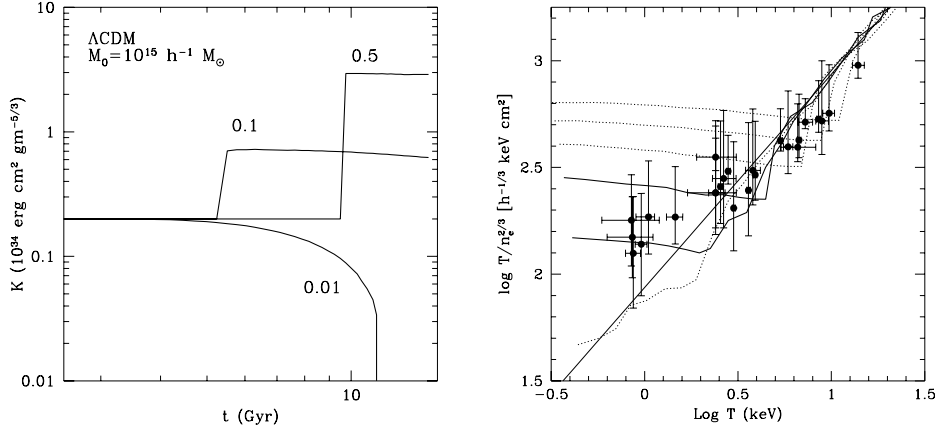 10
1
0.1
0.01
K (10³⁴ erg cm² gm⁻⁵/³)
ΛCDM
M₀=10¹⁵ h⁻¹ M⊙
0.5
0.1
0.01
10
t (Gyr)
3
2.5
2
1.5
log T/nₑ²/³ [h⁻¹/³ keV cm²]
−0.5
0
0.5
1
1.5
Log T (keV)